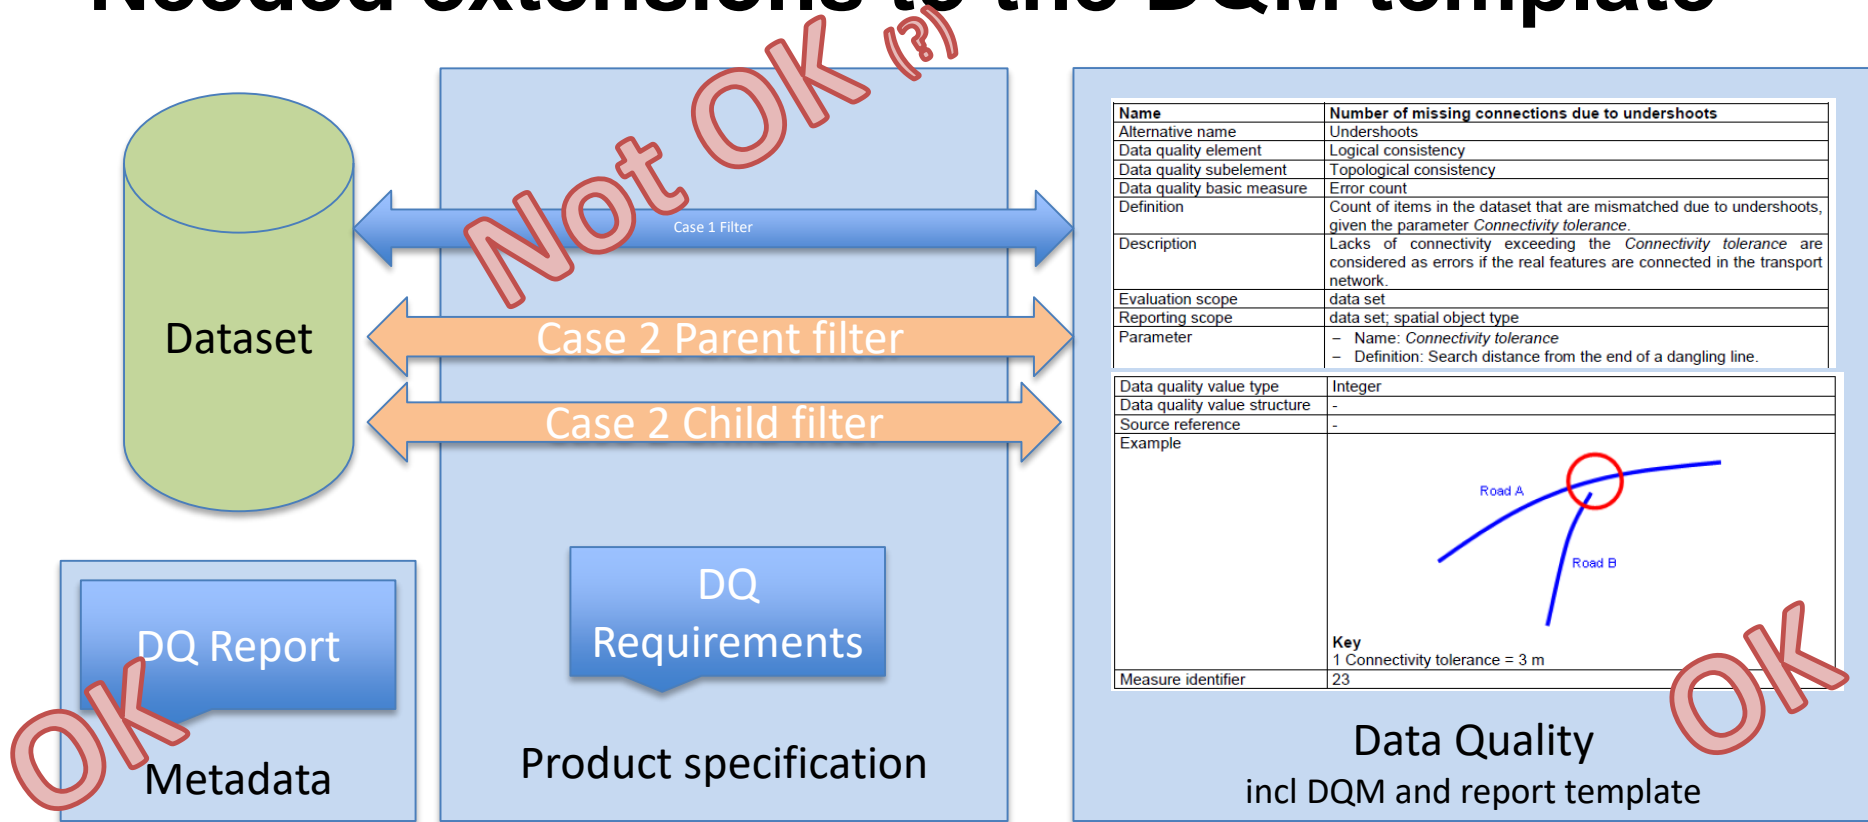 Needed extensions to the DQM template
Not OK (?)
Dataset
Case 1 Filter
Case 2 Parent filter
Case 2 Child filter
DQ Report
OK
Metadata
DQ
Requirements
Product specification
Name Number of missing connections due to undershoots
Alternative name Undershoots
Data quality element Logical consistency
Data quality subelement Topological consistency
Data quality basic measure Error count
Definition Count of items in the dataset that are mismatched due to undershoots,
given the parameter Connectivity tolerance.
Description Lacks of connectivity exceeding the Connectivity tolerance are
considered as errors if the real features are connected in the transport
network.
Evaluation scope data set
Reporting scope data set; spatial object type
Parameter – Name: Connectivity tolerance
– Definition: Search distance from the end of a dangling line.
Data quality value type Integer
Data quality value structure -
Source reference -
Example
Road A
Road B
Key
1 Connectivity tolerance = 3 m
Measure identifier 23
OK
Data Quality
incl DQM and report template